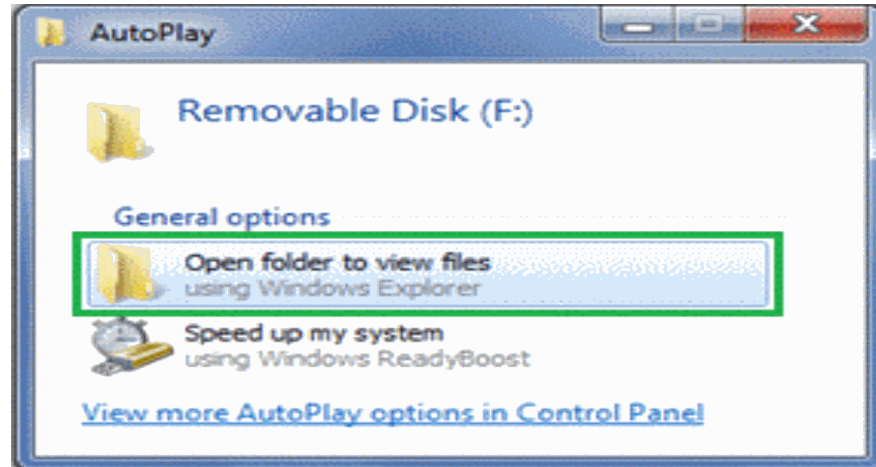 AutoPlay
Removable Disk (F:)
General options
Open folder to view files
using Windows Explorer
Speed up my system
using Windows ReadyBoost
View more AutoPlay options in Control Panel